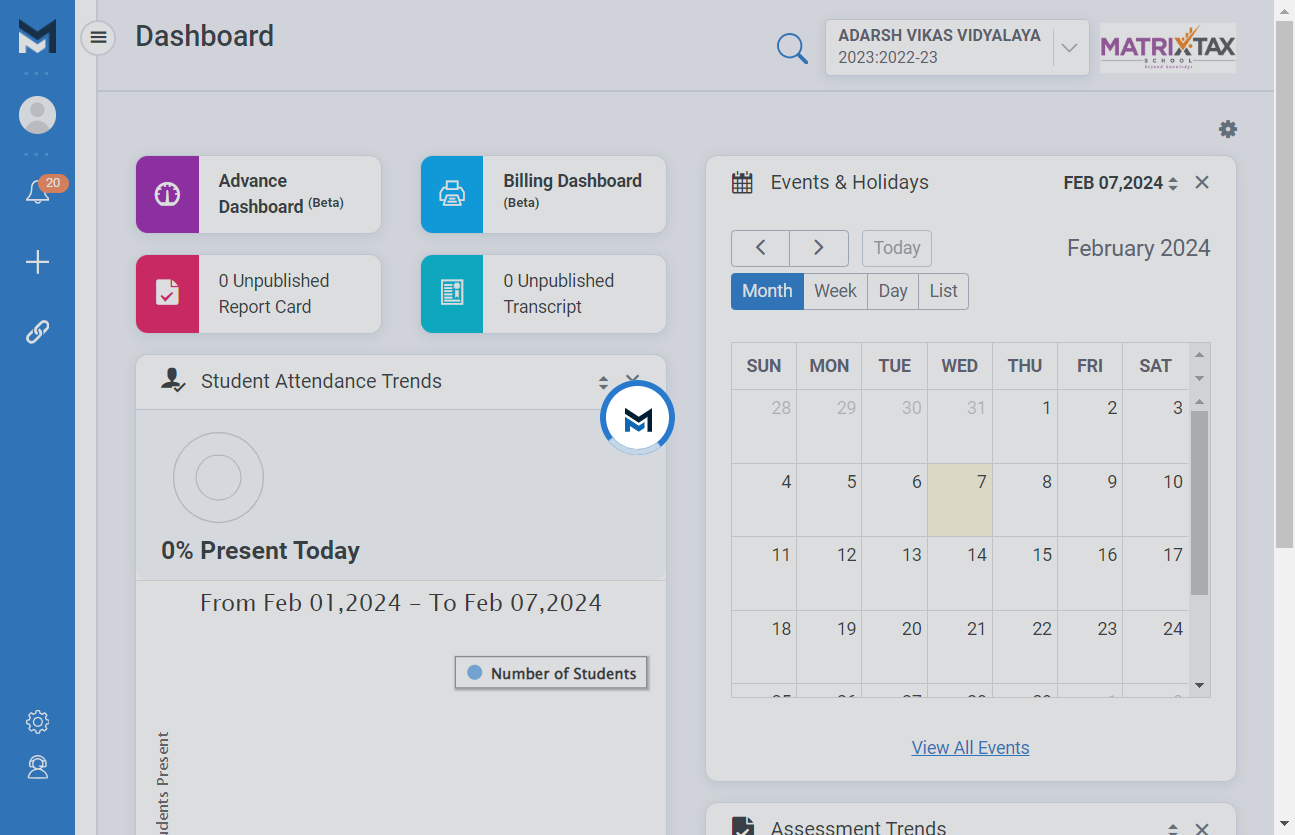 Dashboard
ADARSH VIKAS VIDYALAYA
2023:2022-23
MATRIXTAX
SCHOOL
beyond knowledge
20
Advance
Dashboard (Beta)
Billing Dashboard
(Beta)
0 Unpublished
Report Card
0 Unpublished
Transcript
Student Attendance Trends
0% Present Today
From Feb 01,2024 – To Feb 07,2024
Number of Students
Students Present
Events & Holidays
FEB 07,2024
Today
February 2024
Month Week Day List
SUN MON TUE WED THU FRI SAT
28 29 30 31 1 2 3
4 5 6 7 8 9 10
11 12 13 14 15 16 17
18 19 20 21 22 23 24
View All Events
Assessment Trends